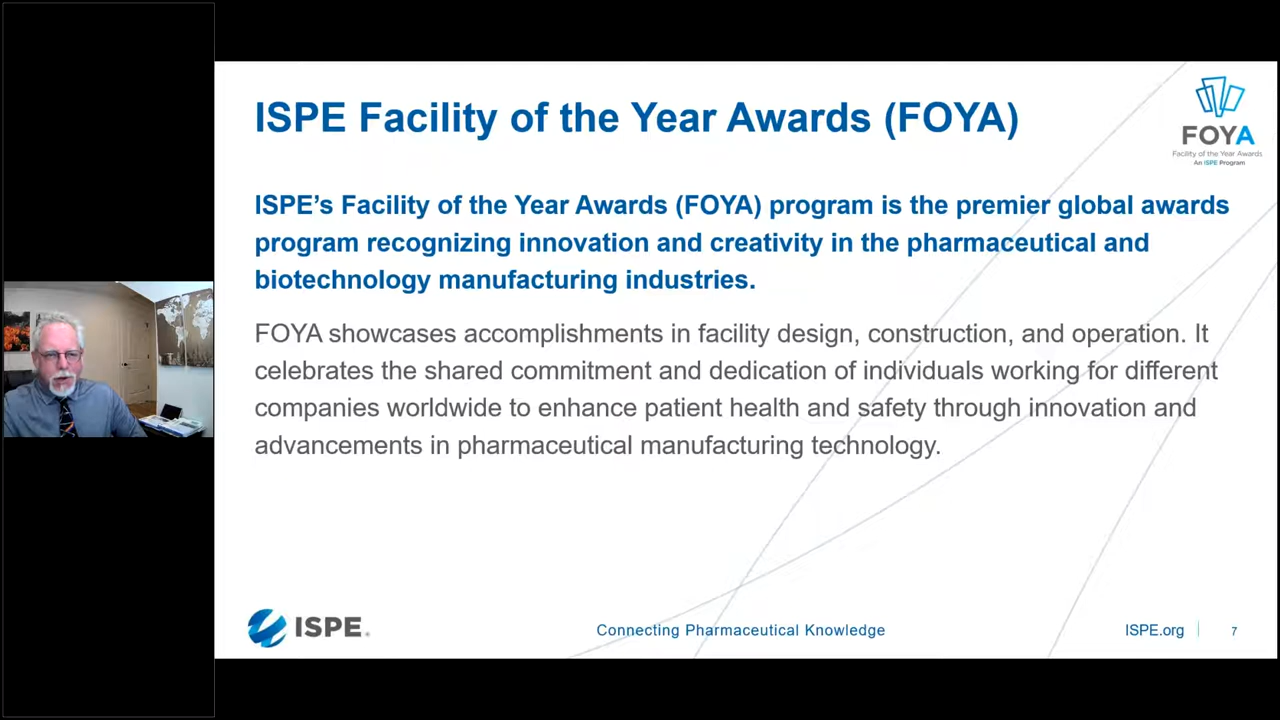 ISPE Facility of the Year Awards (FOYA)
FOYA
Facility of the Year Awards
An ISPE Program
ISPE’s Facility of the Year Awards (FOYA) program is the premier global awards
program recognizing innovation and creativity in the pharmaceutical and
biotechnology manufacturing industries.
FOYA showcases accomplishments in facility design, construction, and operation. It
celebrates the shared commitment and dedication of individuals working for different
companies worldwide to enhance patient health and safety through innovation and
advancements in pharmaceutical manufacturing technology.
ISPE®
Connecting Pharmaceutical Knowledge
ISPE.org
7